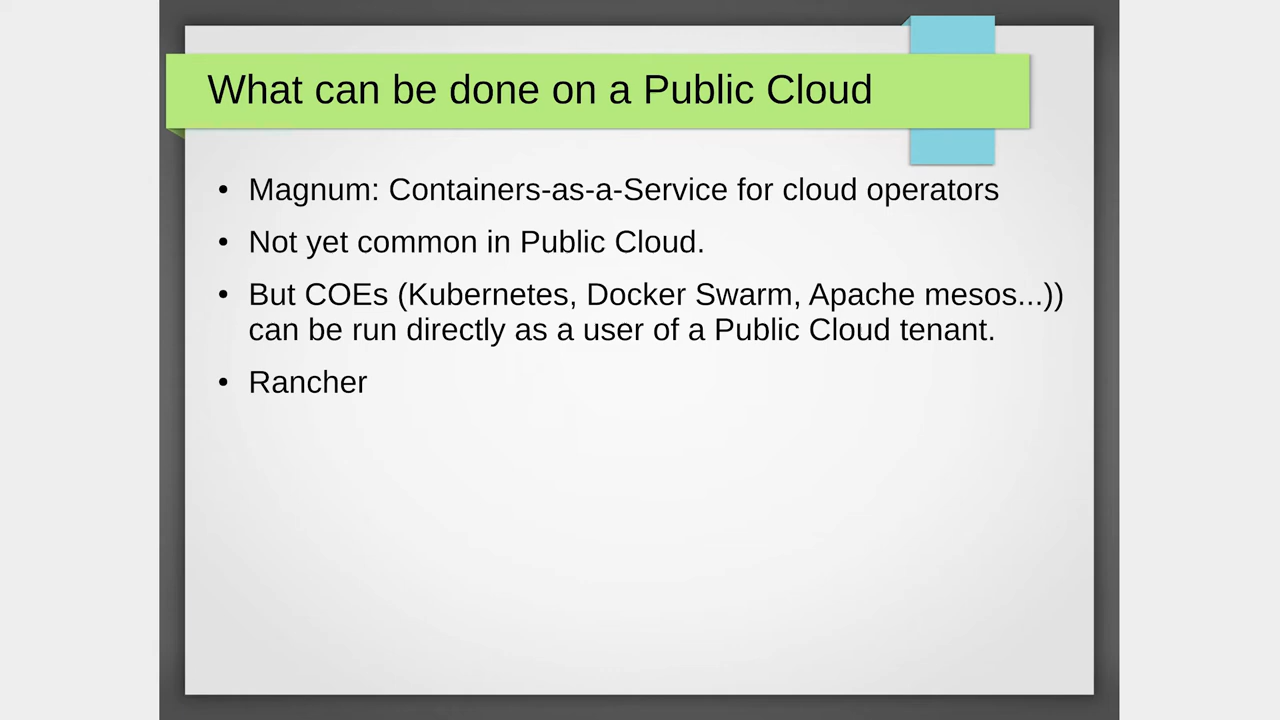 What can be done on a Public Cloud
• Magnum: Containers-as-a-Service for cloud operators
• Not yet common in Public Cloud.
• But COEs (Kubernetes, Docker Swarm, Apache mesos...))
can be run directly as a user of a Public Cloud tenant.
• Rancher